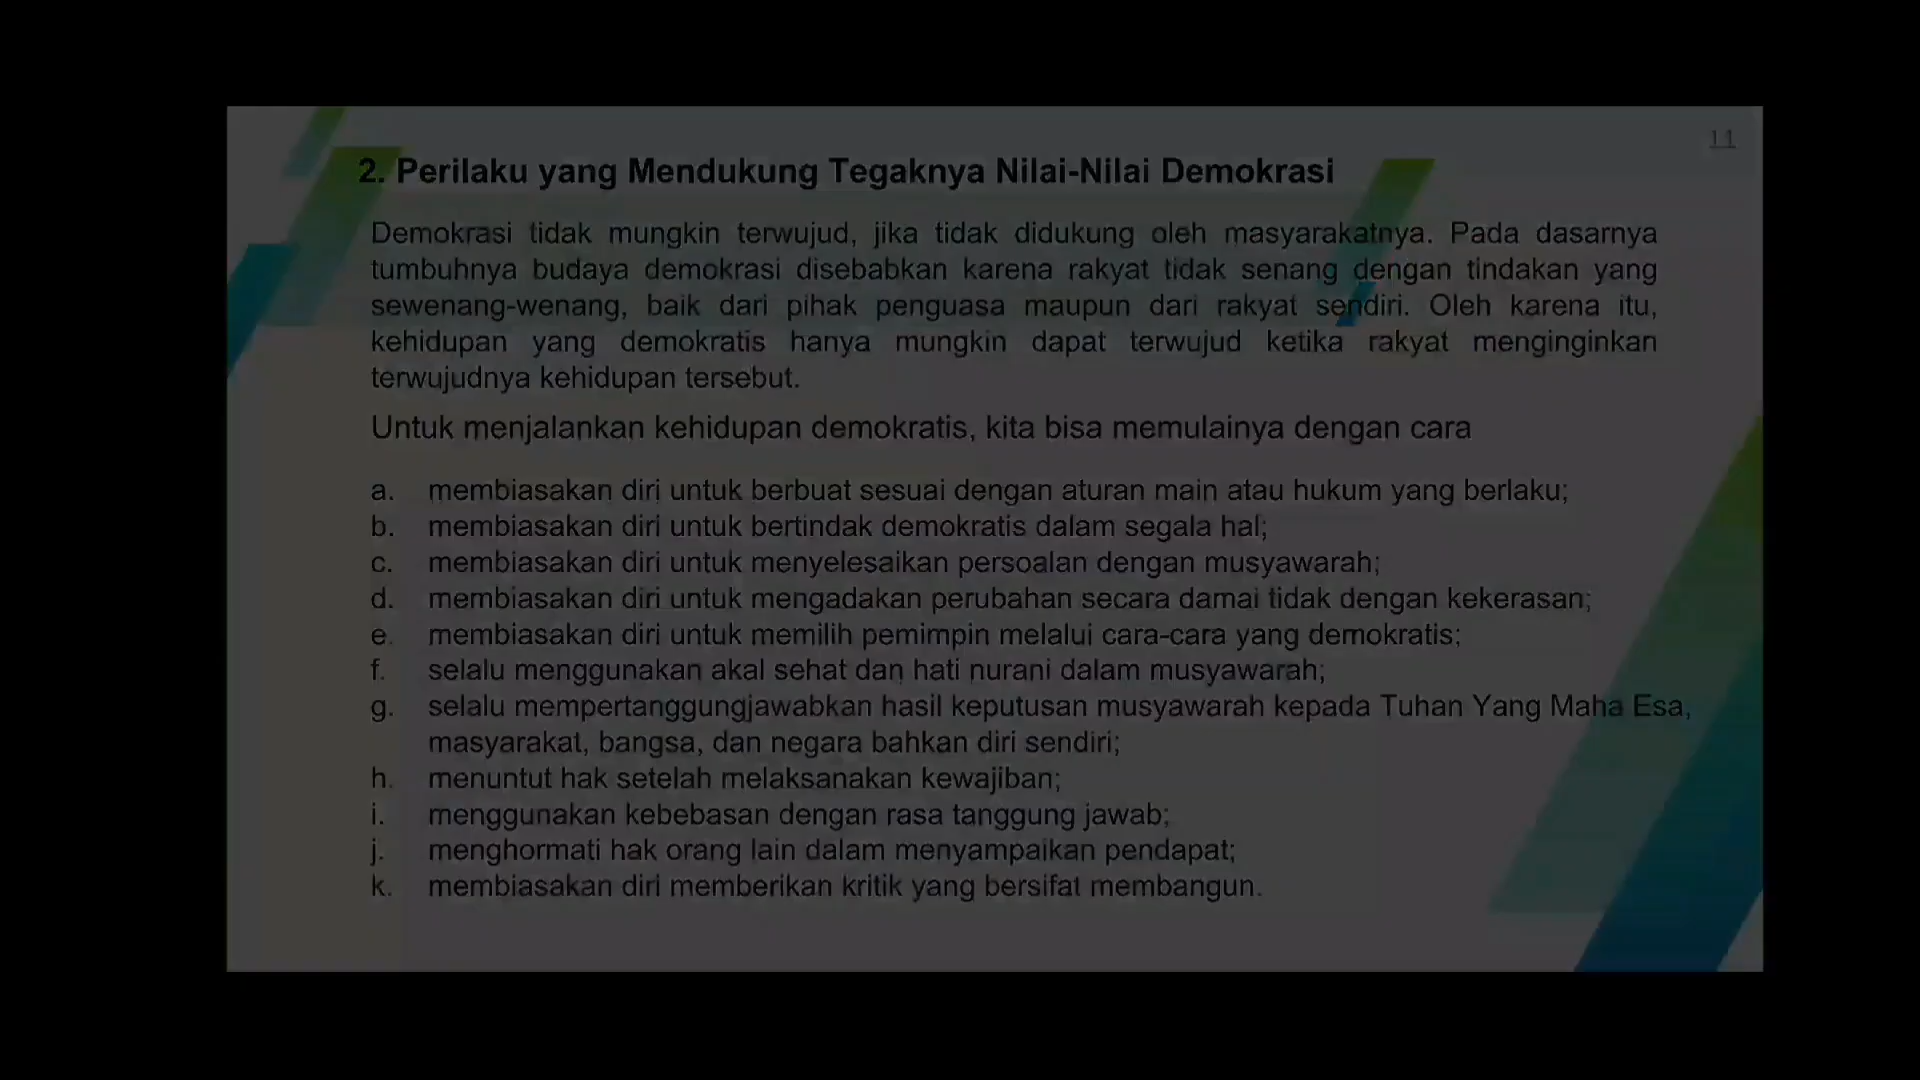 11
2. Perilaku yang Mendukung Tegaknya Nilai-Nilai Demokrasi
Demokrasi tidak mungkin terwujud, jika tidak didukung oleh masyarakatnya. Pada dasarnya
tumbuhnya budaya demokrasi disebabkan karena rakyat tidak senang dengan tindakan yang
sewenang-wenang, baik dari pihak penguasa maupun dari rakyat sendiri. Oleh karena itu,
kehidupan yang demokratis hanya mungkin dapat terwujud ketika rakyat menginginkan
terwujudnya kehidupan tersebut.
Untuk menjalankan kehidupan demokratis, kita bisa memulainya dengan cara
a. membiasakan diri untuk berbuat sesuai dengan aturan main atau hukum yang berlaku;
b. membiasakan diri untuk bertindak demokratis dalam segala hal;
c. membiasakan diri untuk menyelesaikan persoalan dengan musyawarah;
d. membiasakan diri untuk mengadakan perubahan secara damai tidak dengan kekerasan;
e. membiasakan diri untuk memilih pemimpin melalui cara-cara yang demokratis;
f. selalu menggunakan akal sehat dan hati nurani dalam musyawarah;
g. selalu mempertanggungjawabkan hasil keputusan musyawarah kepada Tuhan Yang Maha Esa,
masyarakat, bangsa, dan negara bahkan diri sendiri;
h. menuntut hak setelah melaksanakan kewajiban;
i. menggunakan kebebasan dengan rasa tanggung jawab;
j. menghormati hak orang lain dalam menyampaikan pendapat;
k. membiasakan diri memberikan kritik yang bersifat membangun.